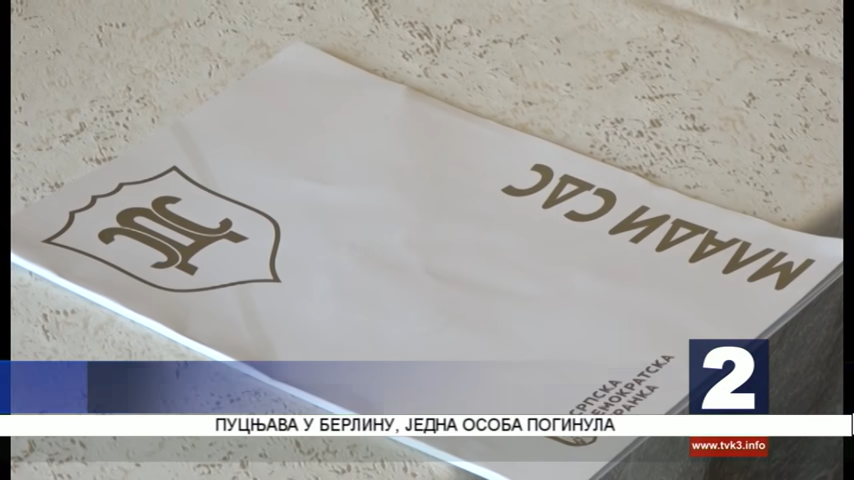 МЛАДИ СДС
СРПСКА
ДЕМОКРАТСКА
СТРАНКА
2
ПУЦЊАВА У БЕРЛИНУ, ЈЕДНА ОСОБА ПОГИНУЛА
www.tvk3.info